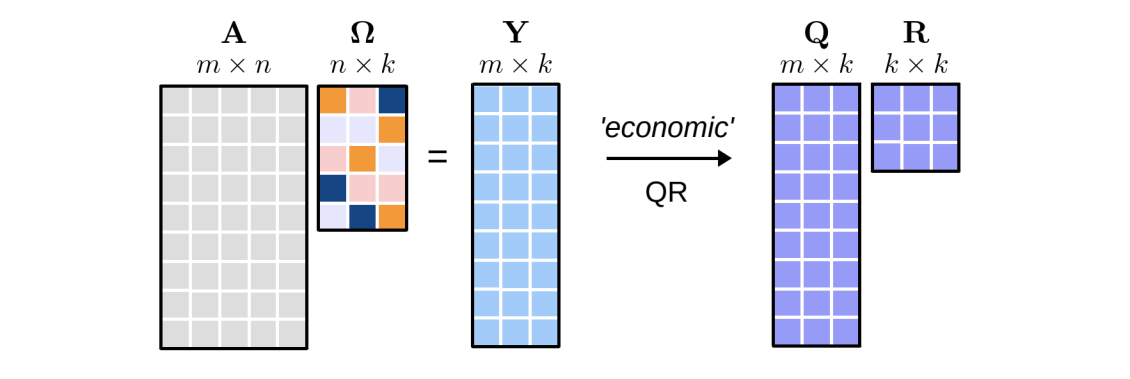 A Ω Y Q R
m × n n × k m × k m × k k × k
=
'economic'
QR